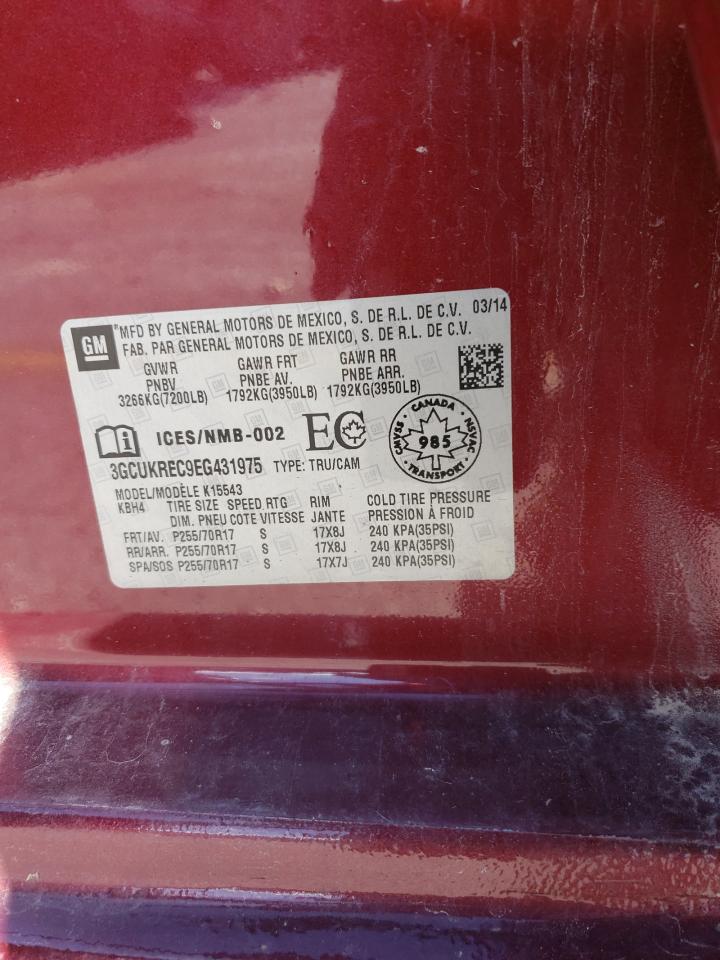 GM
"MFD BY GENERAL MOTORS DE MEXICO, S. DE R.L. DE C.V. 03/14
FAB. PAR GENERAL MOTORS DE MEXICO, S. DE R.L. DE C.V.
GVWR GAWR FRT GAWR RR
PNBV PNBE AV. PNBE ARR.
3266KG(7200LB) 1792KG(3950LB) 1792KG(3950LB)
ICES/NMB-002 EC
CANADA
CMVSS 985 NSVAC
TRANSPORT
3GCUKREC9EG431975 TYPE: TRU/CAM
MODEL/MODÈLE K15543
KBH4 TIRE SIZE SPEED RTG RIM COLD TIRE PRESSURE
DIM. PNEU COTE VITESSE JANTE PRESSION À FROID
FRT/AV. P255/70R17 S 17X8J 240 KPA(35PSI)
RR/ARR. P255/70R17 S 17X8J 240 KPA(35PSI)
SPA/SOS P255/70R17 S 17X7J 240 KPA(35PSI)